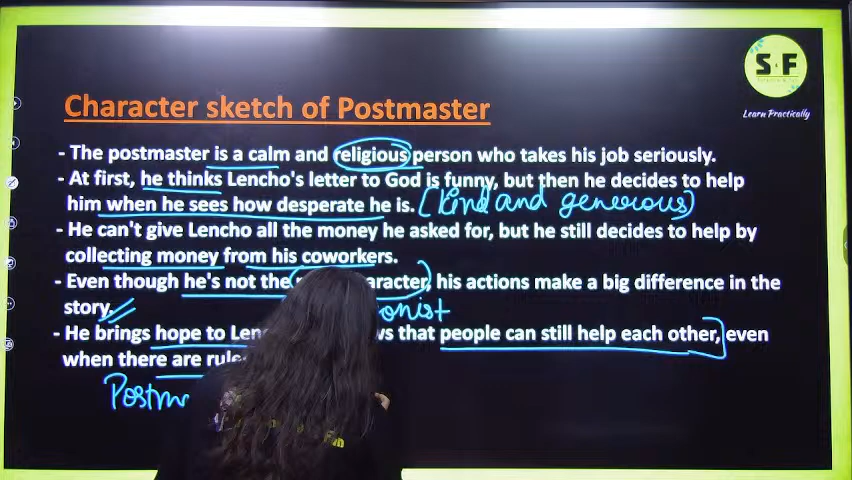 S F
Learn Practically
Character sketch of Postmaster
- The postmaster is a calm and religious person who takes his job seriously.
- At first, he thinks Lencho's letter to God is funny, but then he decides to help
him when he sees how desperate he is. (kind and generous)
- He can't give Lencho all the money he asked for, but he still decides to help by
collecting money from his coworkers.
- Even though he's not the his actions make a big difference in the
story.
- He brings hope to that people can still help each other, even
when there are